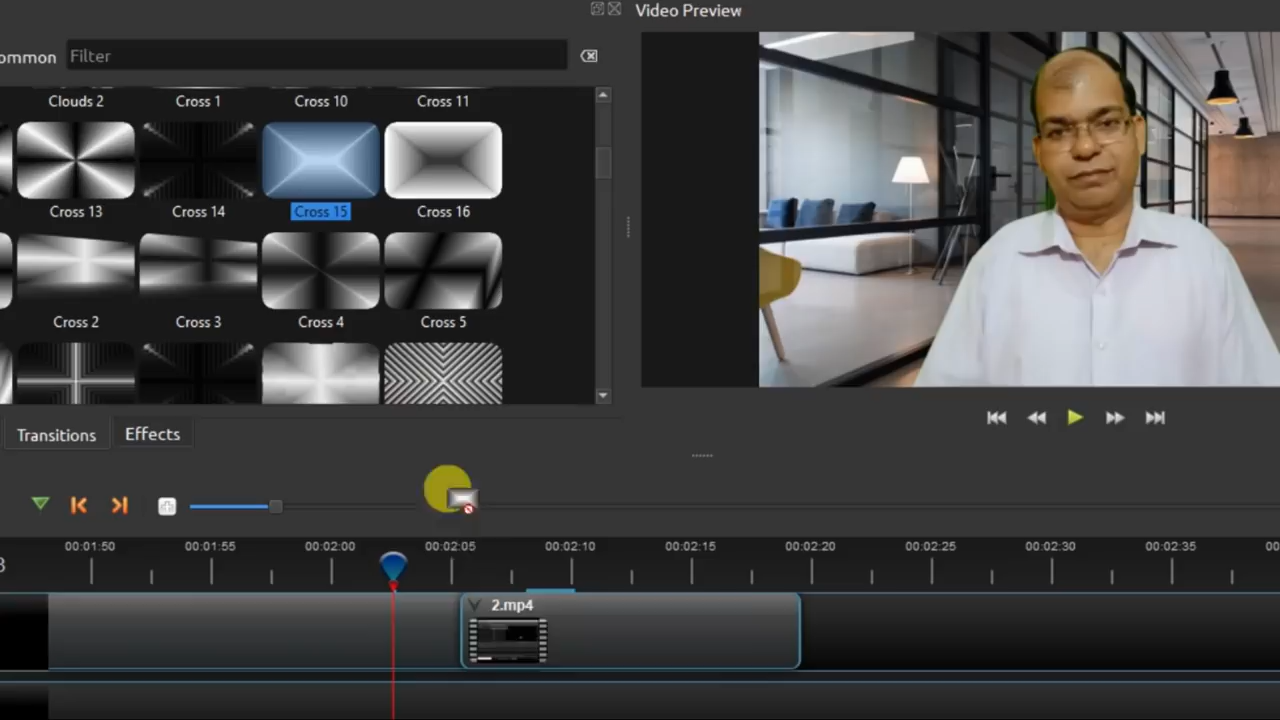 Video Preview
ommon
Filter
Clouds 2
Cross 1
Cross 10
Cross 11
Cross 13
Cross 14
Cross 15
Cross 16
Cross 2
Cross 3
Cross 4
Cross 5
Transitions
Effects
00:01:50
00:01:55
00:02:00
00:02:05
00:02:10
00:02:15
00:02:20
00:02:25
00:02:30
00:02:35
00
3
2.mp4